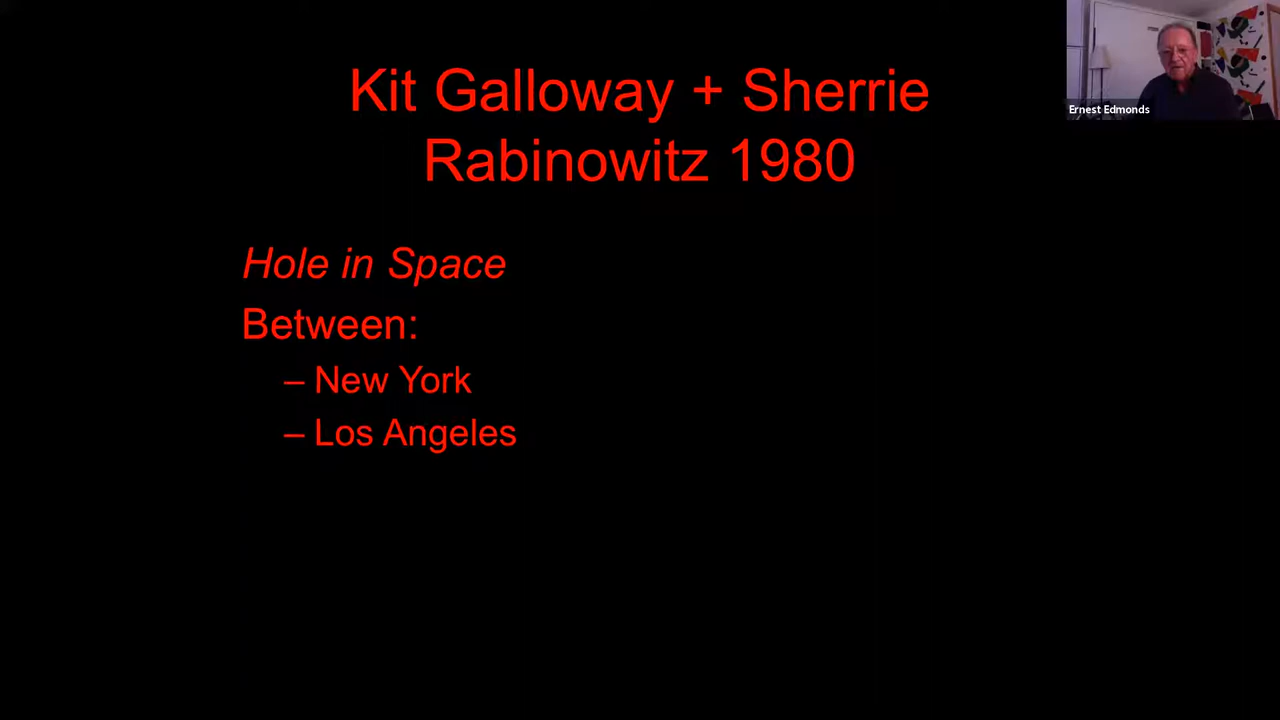 Kit Galloway + Sherrie
Rabinowitz 1980
Hole in Space
Between:
– New York
– Los Angeles
Ernest Edmonds